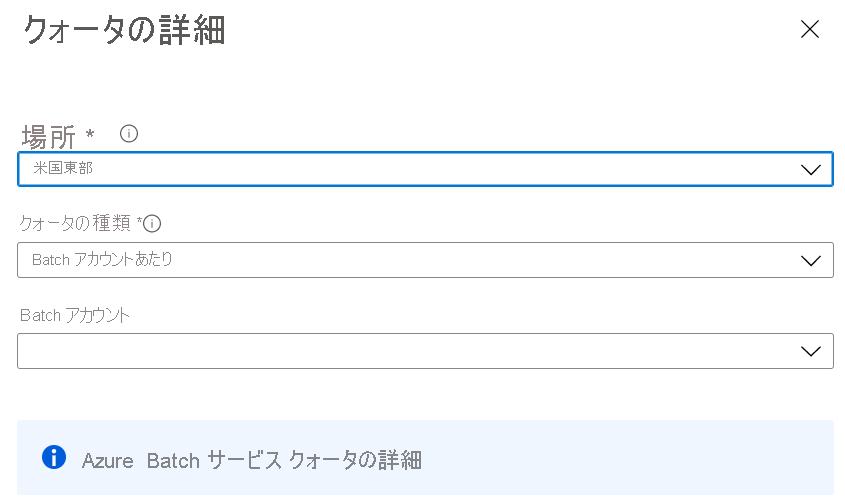 クォータの詳細
場所 *
米国東部
クォータの種類 *
Batch アカウントあたり
Batch アカウント
Azure Batch サービス クォータの詳細